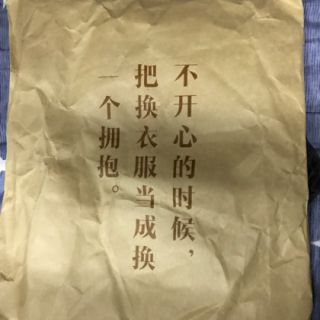 不开心的时候，
把换衣服当成换
一个拥抱。